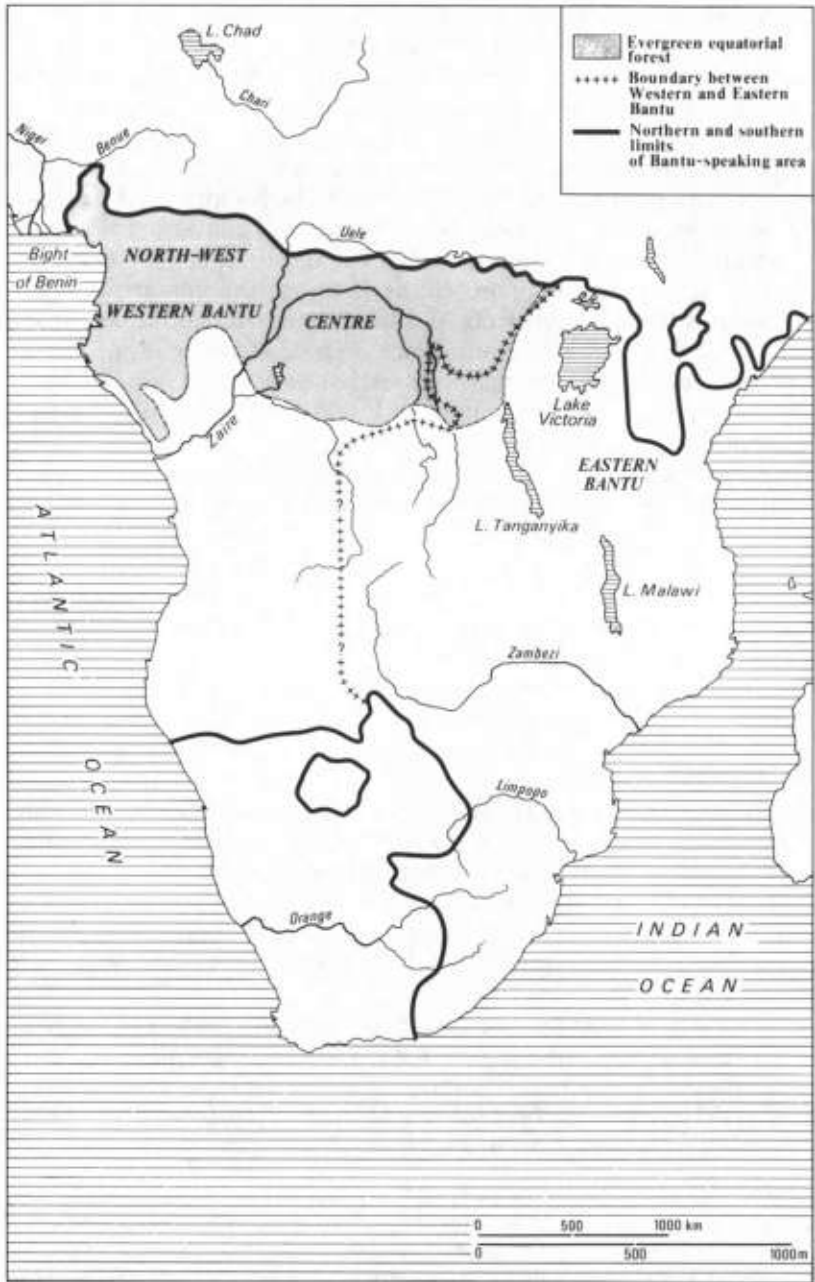 L. Chad
Chari
Niger
Benoue
Evergreen equatorial
forest
Boundary between
Western and Eastern
Bantu
Northern and southern
limits
of Bantu-speaking area
Uele
Bight
of Benin
NORTH-WEST
WESTERN BANTU
CENTRE
Lake
Victoria
Zaire
EASTERN
BANTU
?
L. Tanganyika
L. Malawi
?
Zambezi
ATLANTIC
OCEAN
Limpopo
Orange
INDIAN
OCEAN
0 500 1000 km
0 500 1000 m